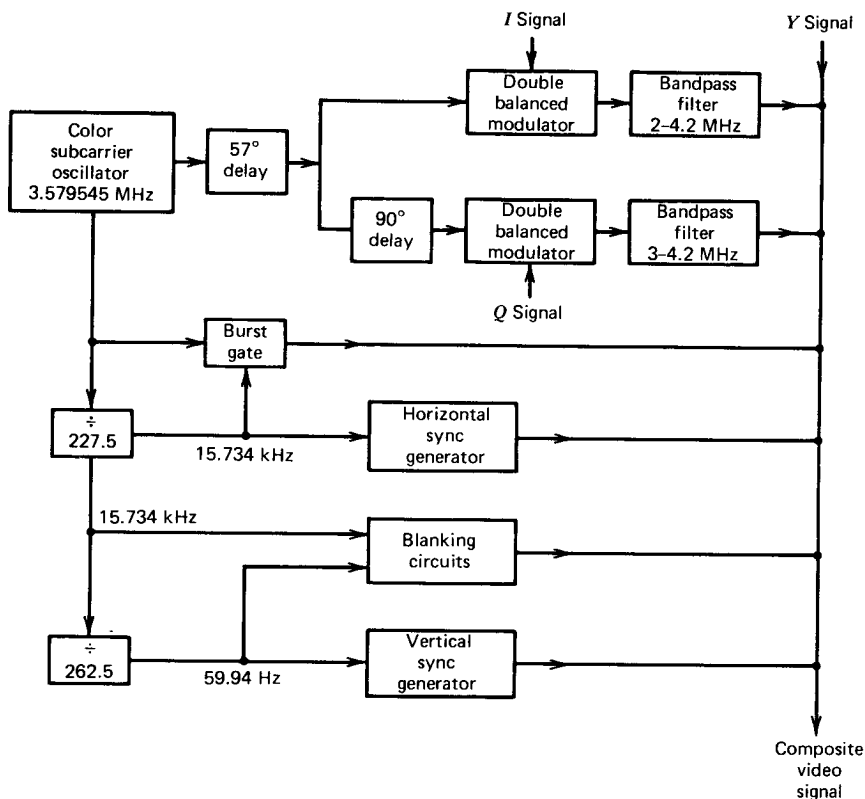 I Signal
Y Signal
Color
subcarrier
oscillator
3.579545 MHz
57°
delay
Double
balanced
modulator
Bandpass
filter
2–4.2 MHz
90°
delay
Double
balanced
modulator
Bandpass
filter
3–4.2 MHz
Q Signal
Burst
gate
÷
227.5
15.734 kHz
Horizontal
sync
generator
15.734 kHz
Blanking
circuits
÷
262.5
59.94 Hz
Vertical
sync
generator
Composite
video
signal